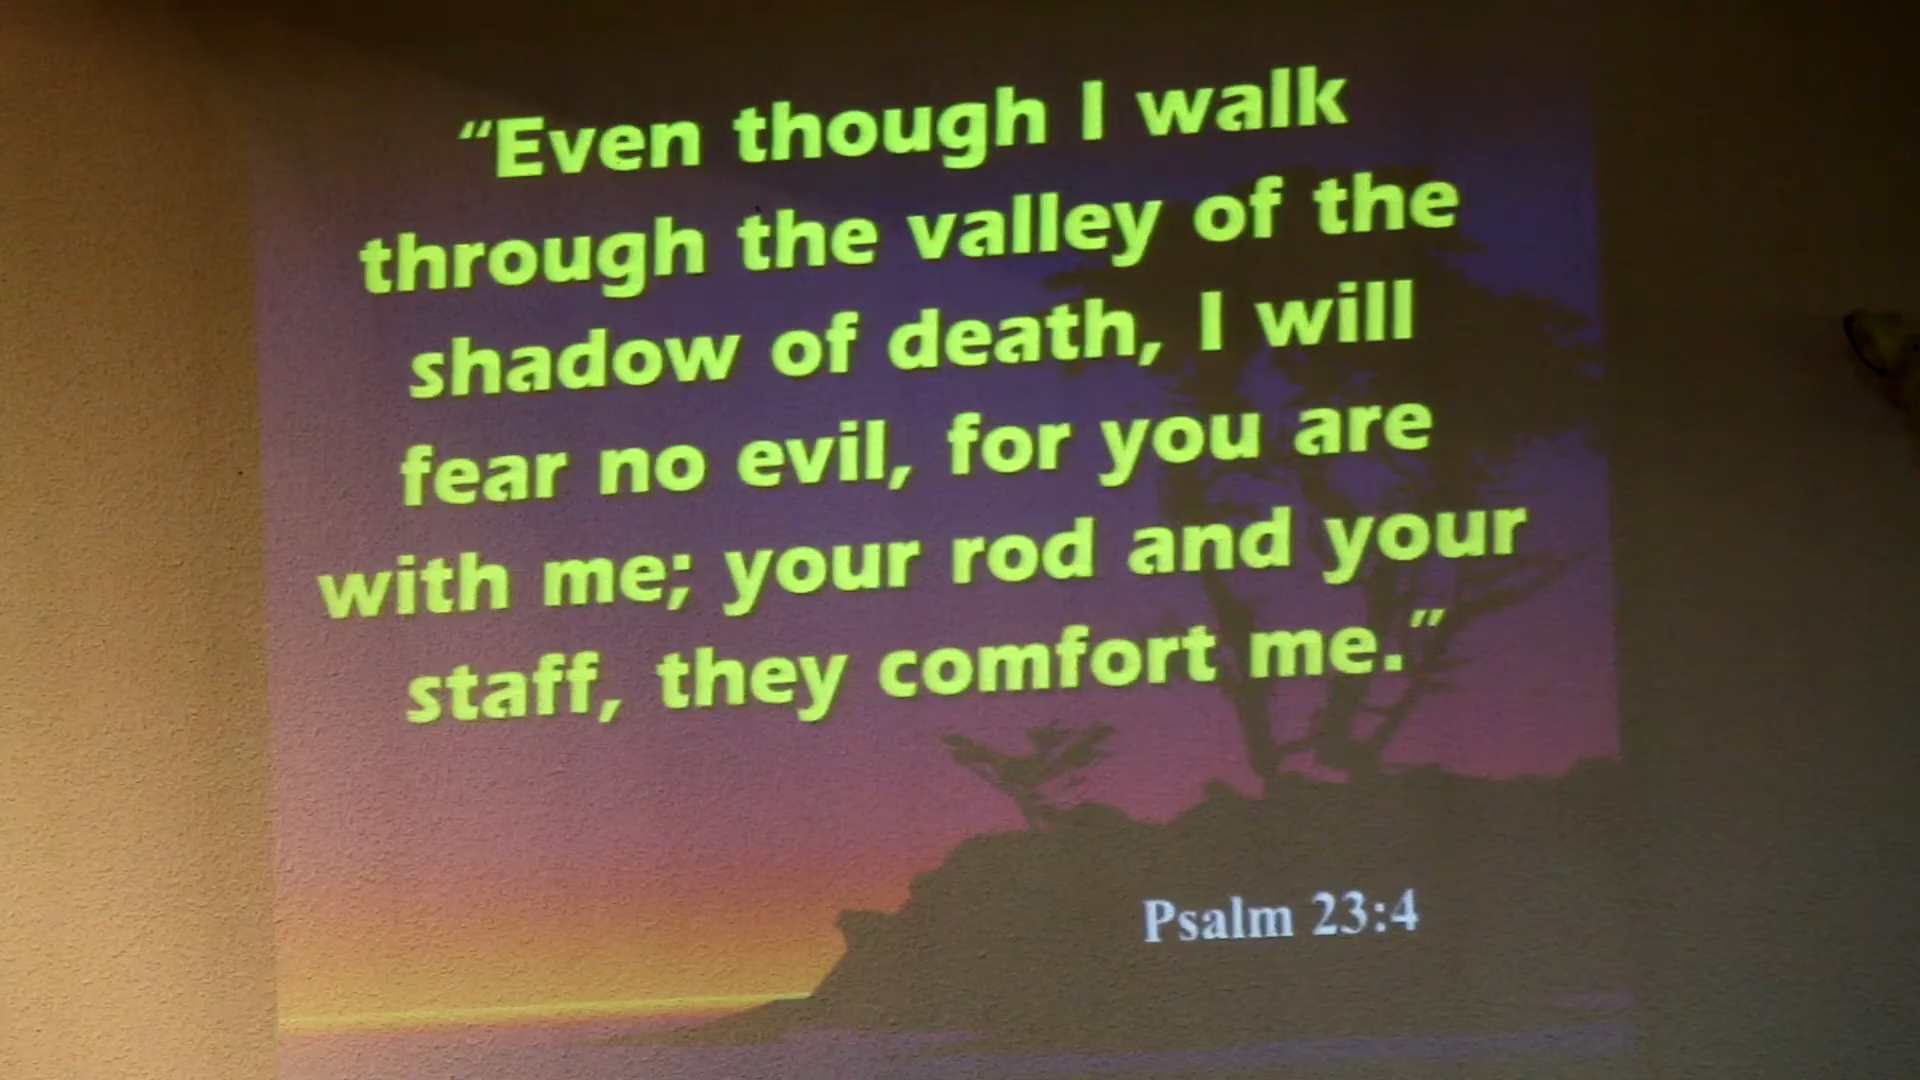 “Even though I walk
through the valley of the
shadow of death, I will
fear no evil, for you are
with me; your rod and your
staff, they comfort me.”
Psalm 23:4